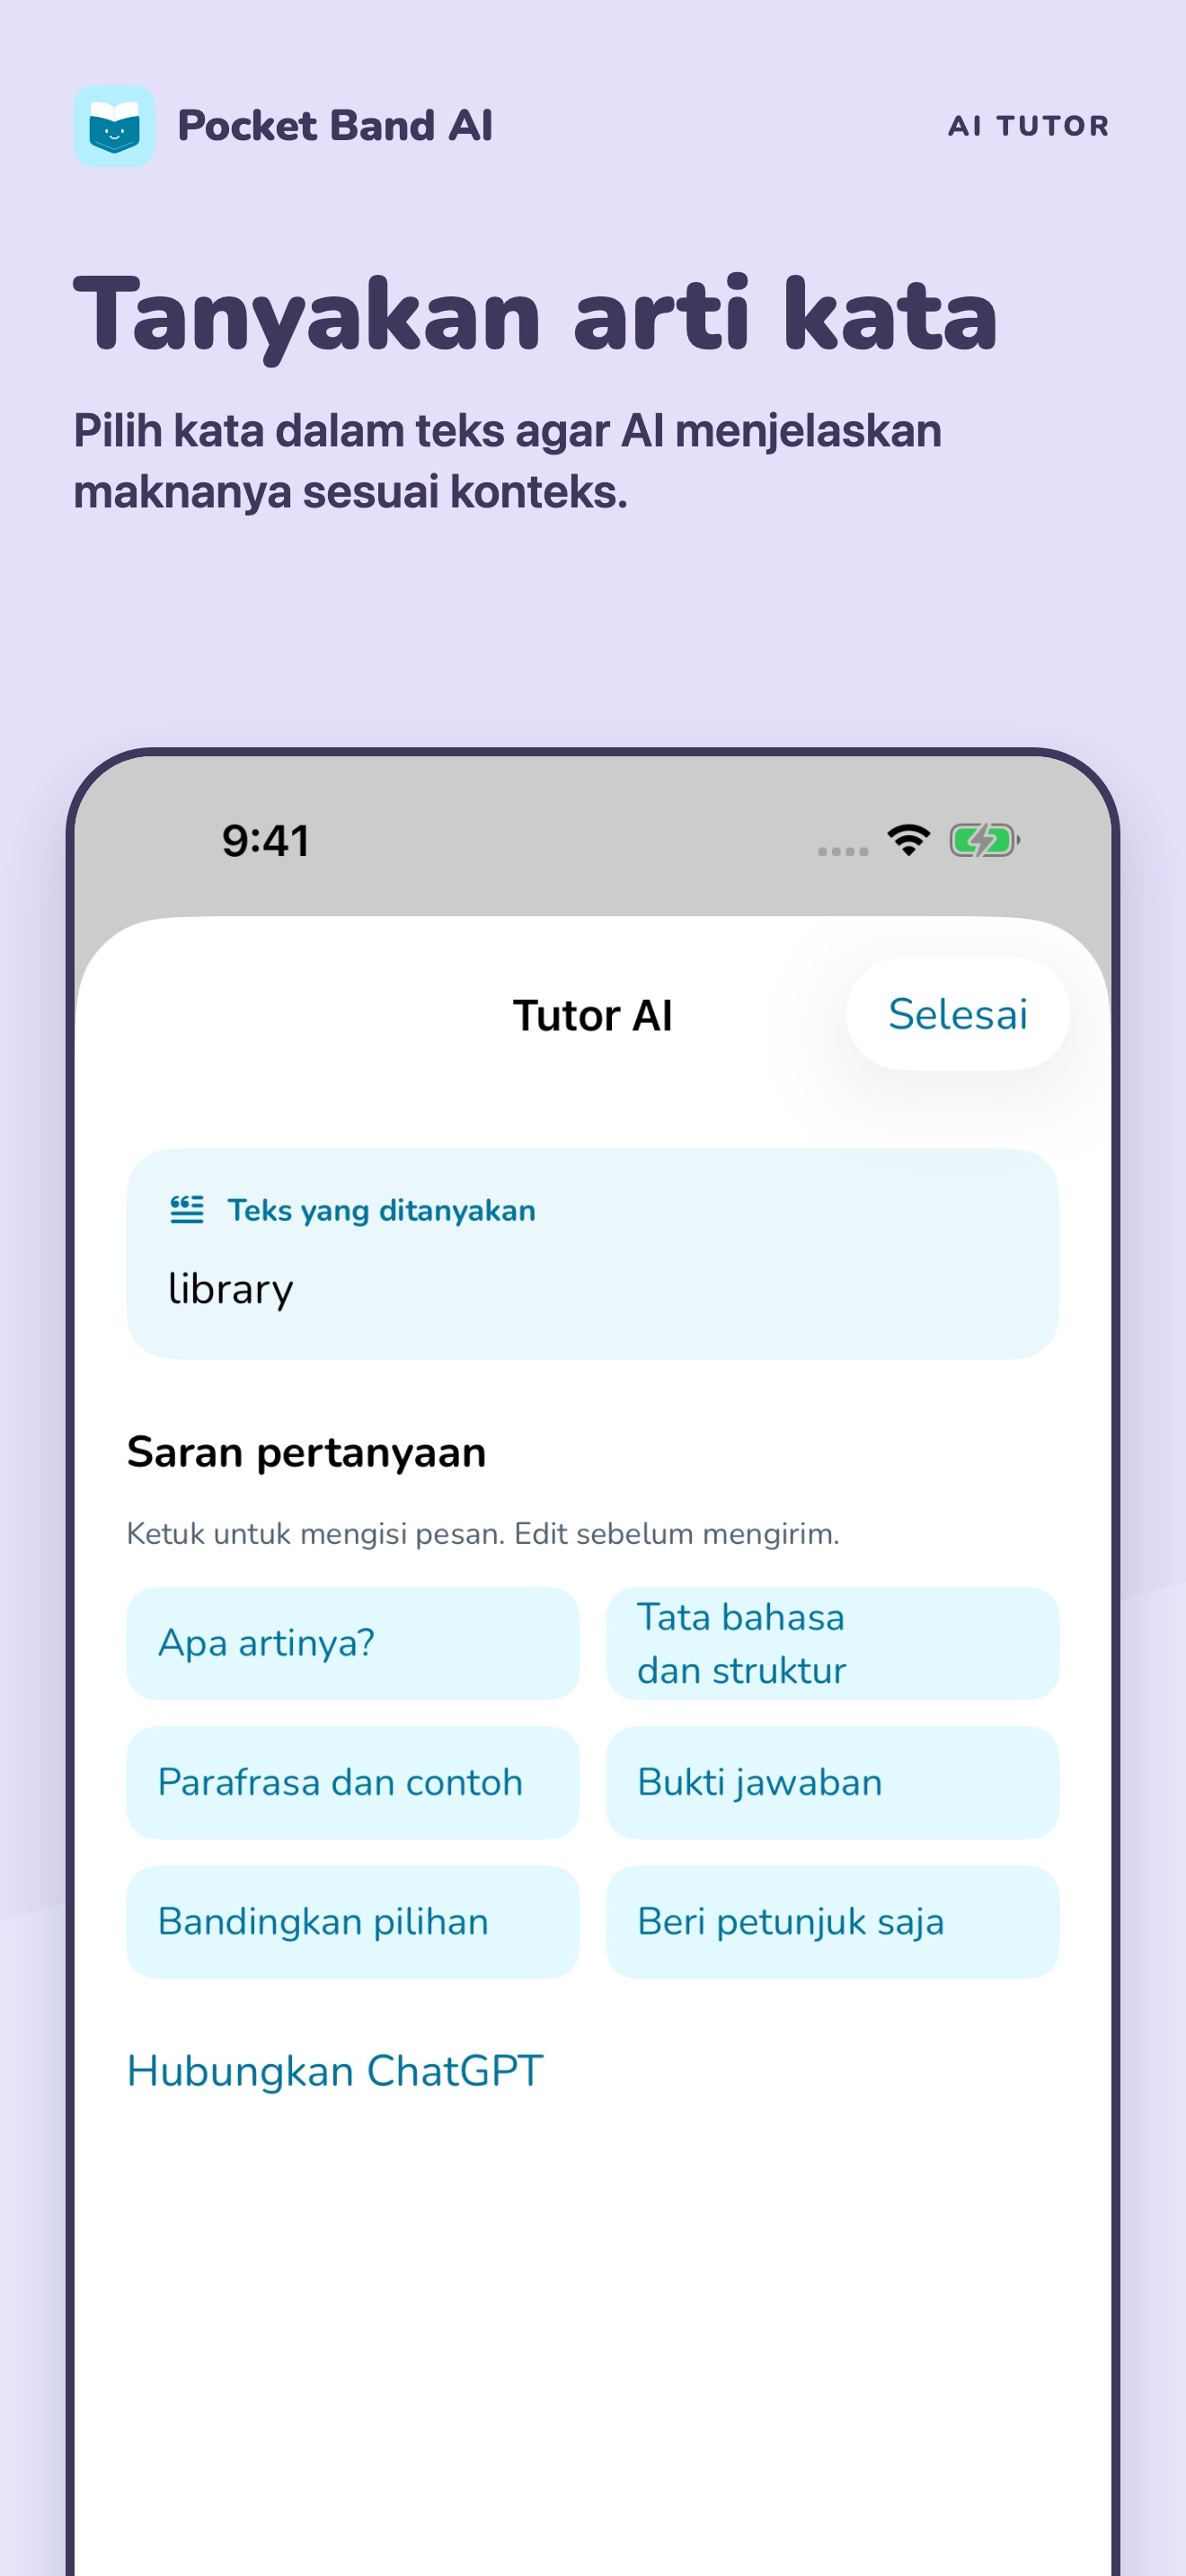 Pocket Band AI
AI TUTOR
Tanyakan arti kata
Pilih kata dalam teks agar AI menjelaskan
maknanya sesuai konteks.
9:41
Tutor AI
Selesai
Teks yang ditanyakan
library
Saran pertanyaan
Ketuk untuk mengisi pesan. Edit sebelum mengirim.
Apa artinya?
Tata bahasa
dan struktur
Parafrasa dan contoh
Bukti jawaban
Bandingkan pilihan
Beri petunjuk saja
Hubungkan ChatGPT